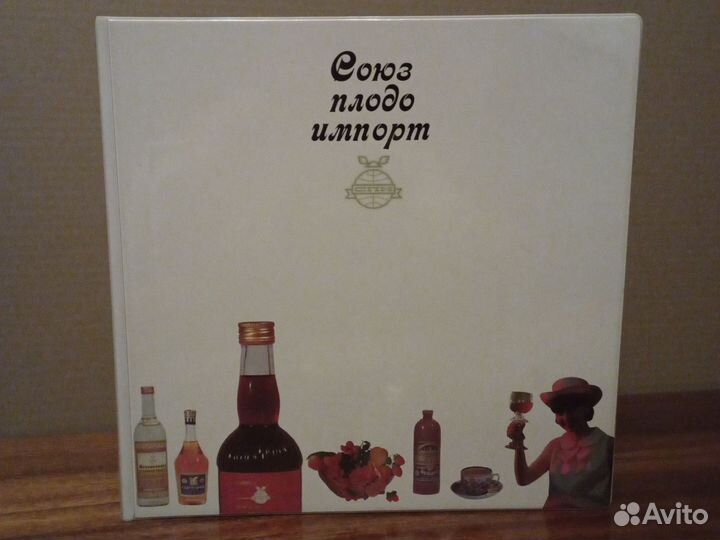 Союз
плодо
импорт
Avito